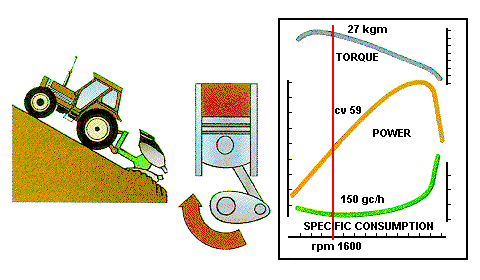 27 kgm
TORQUE
cv 59
POWER
150 gc/h
SPECIFIC CONSUMPTION
rpm 1600